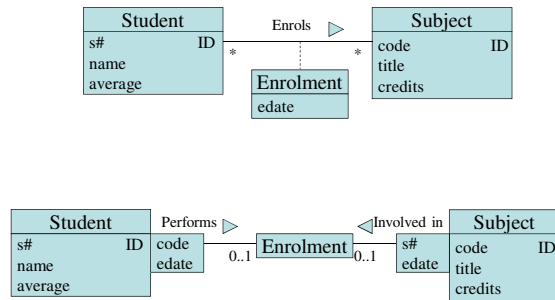 Student
s# ID
name
average
Enrols
*
*
Subject
code ID
title
credits
Enrolment
edate
Student
s# ID
name
average
code
edate
Performs
0..1
Enrolment
Involved in
0..1
s#
edate
Subject
code ID
title
credits